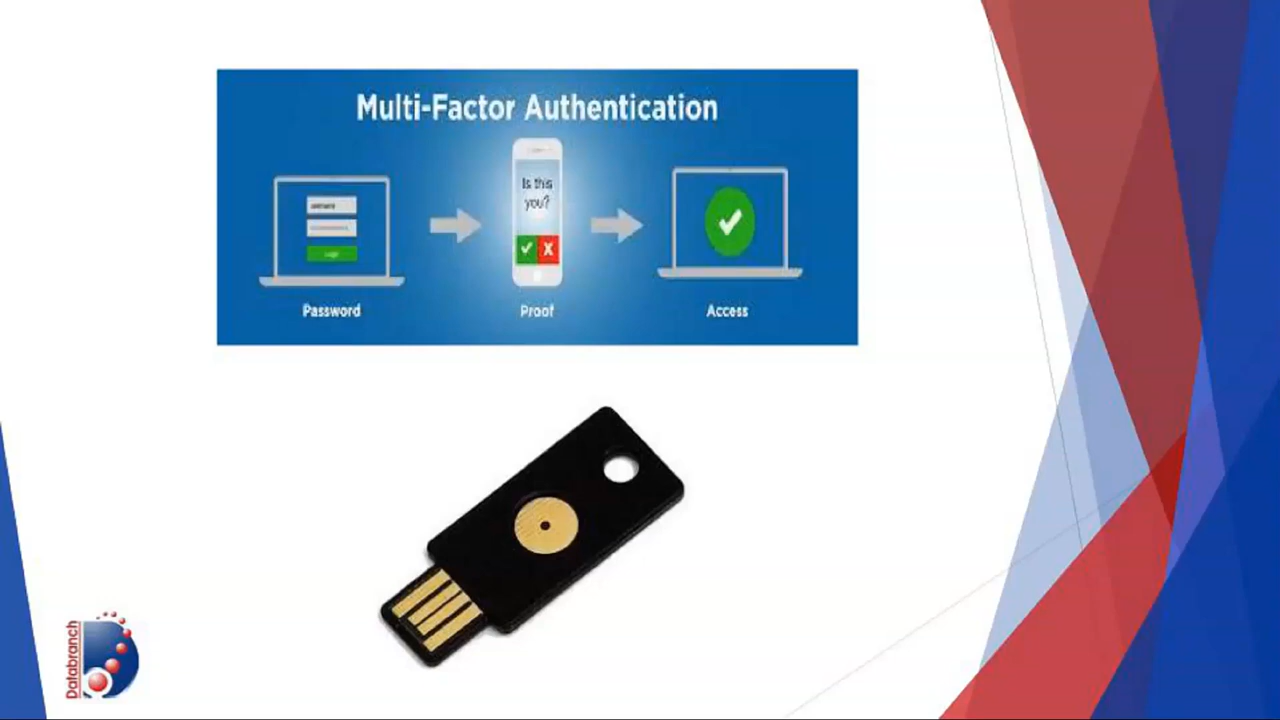 Multi-Factor Authentication
Is this
you?
Password
Proof
Access
Databranch